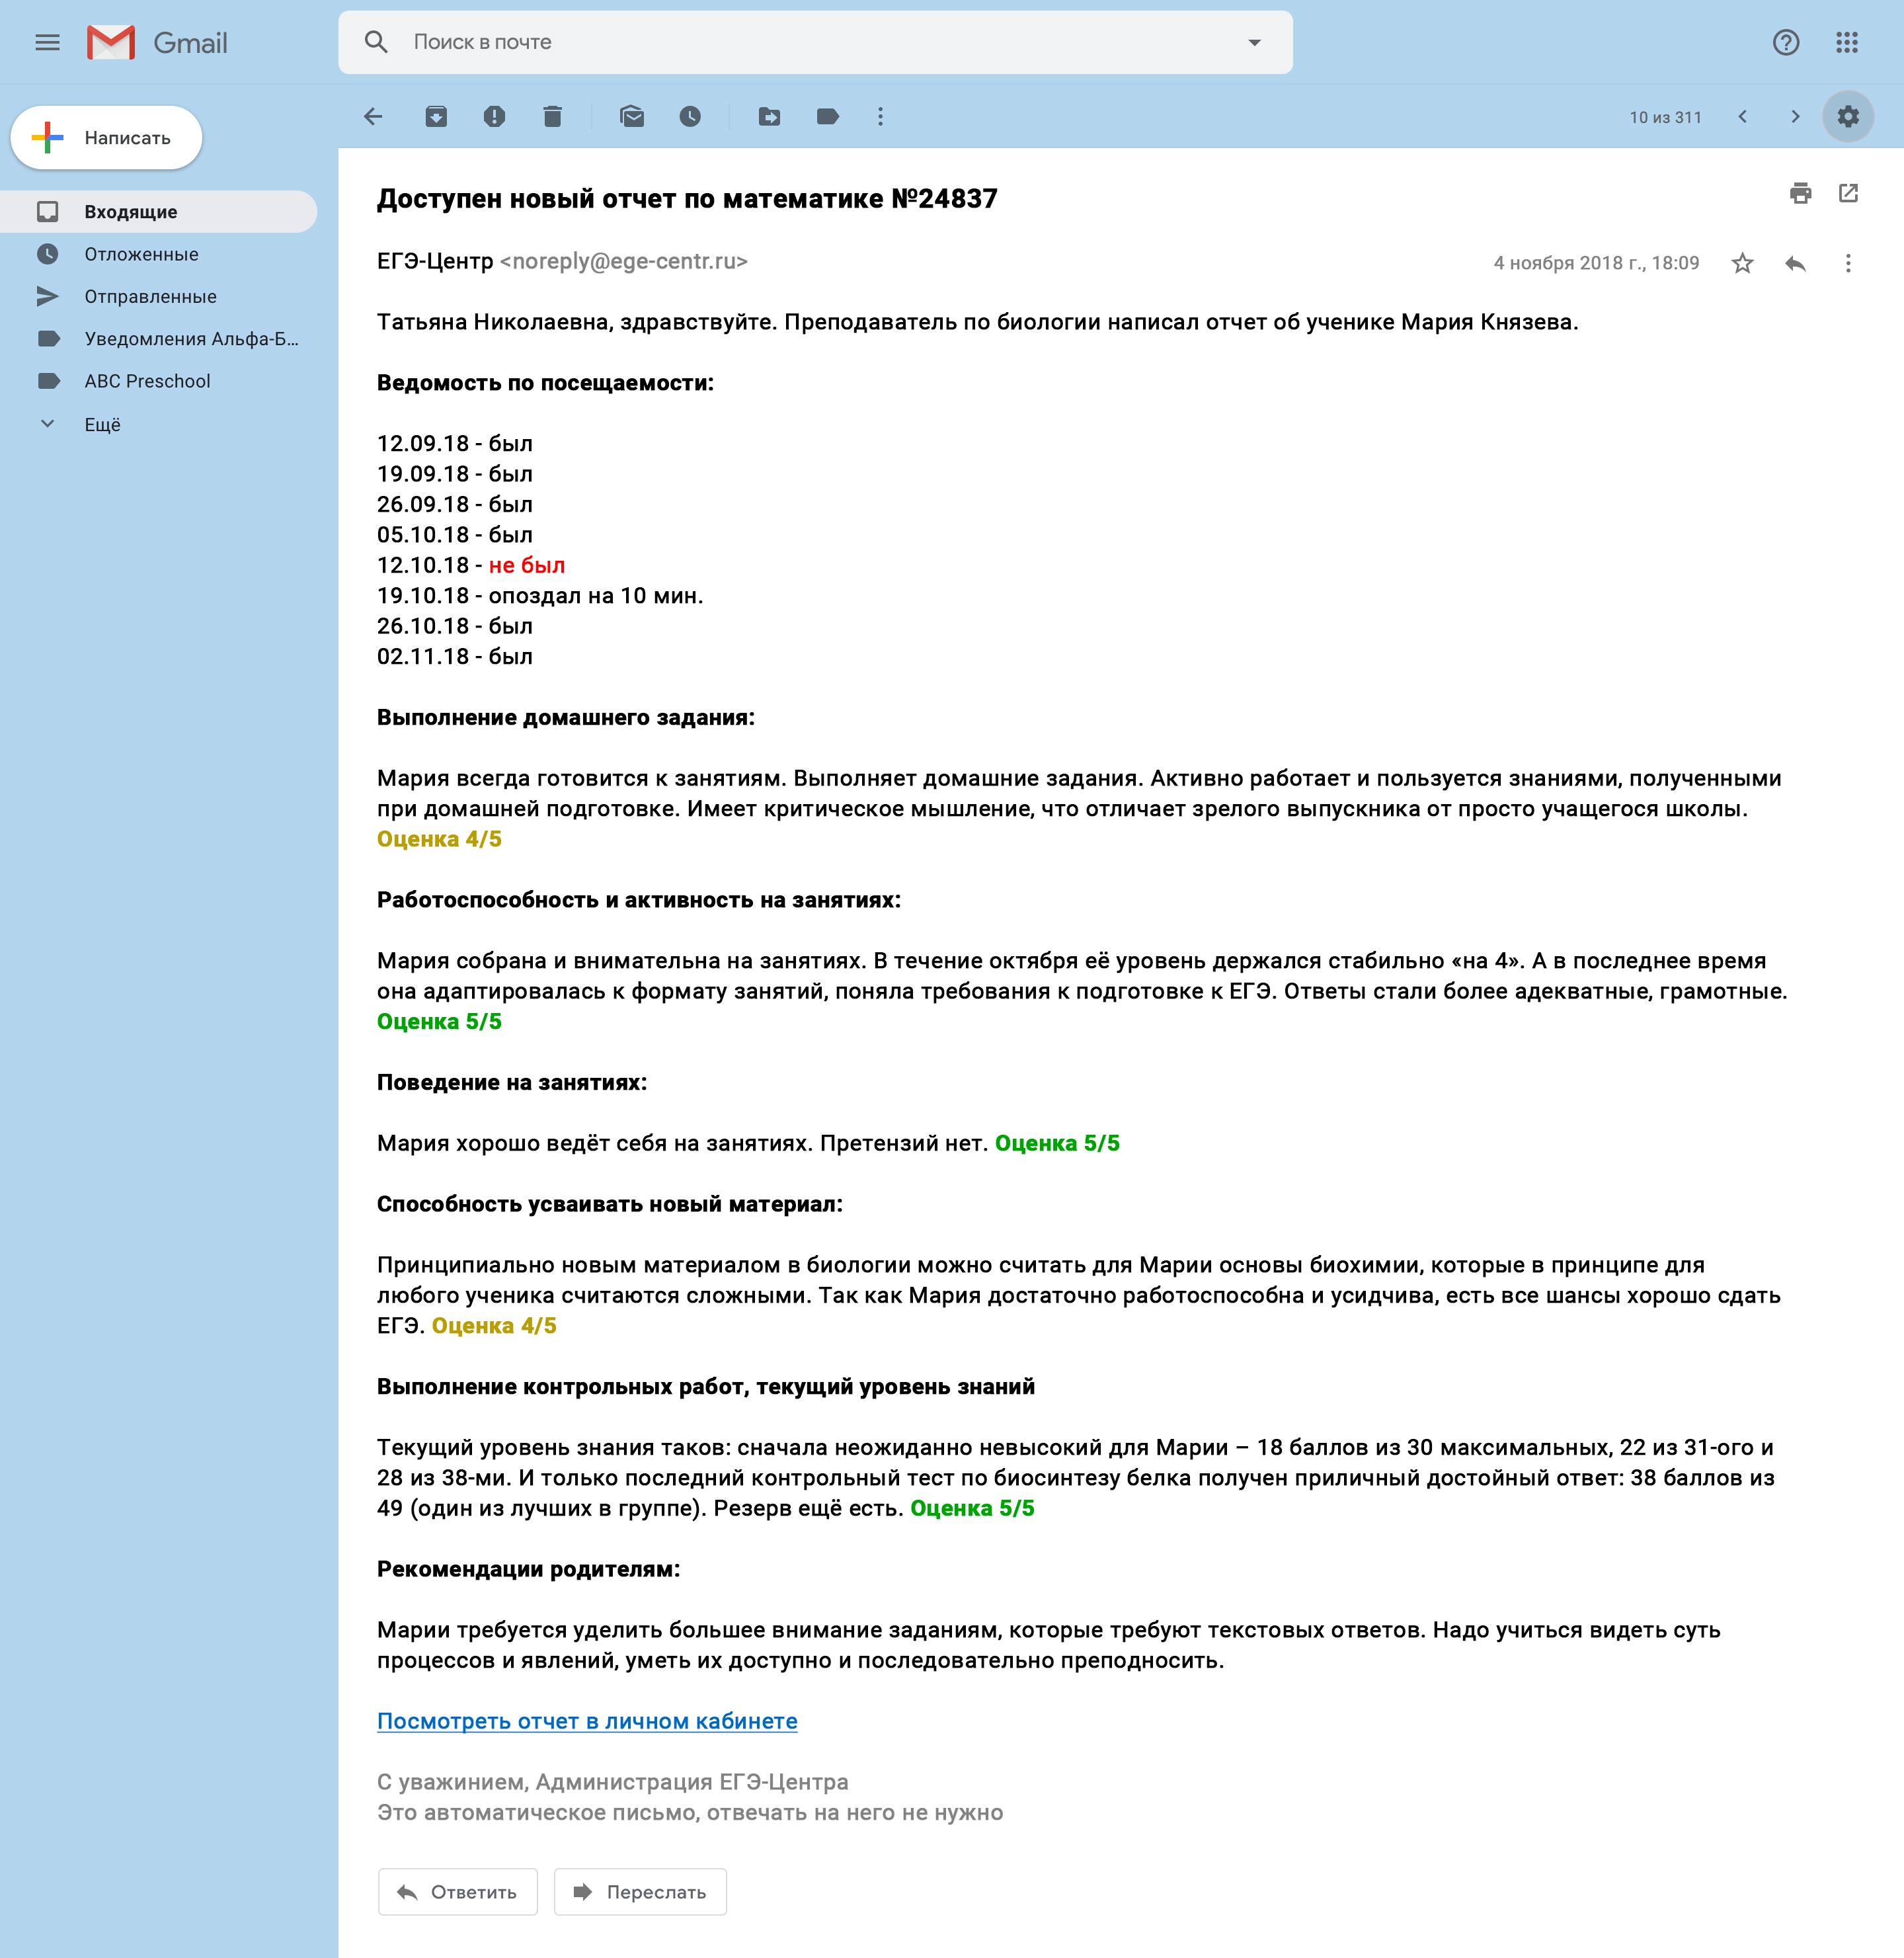 Gmail
Поиск в почте
Написать
10 из 311
Входящие
Отложенные
Отправленные
Уведомления Альфа-Б...
ABC Preschool
Ещё
Доступен новый отчет по математике №24837
ЕГЭ-Центр <noreply@ege-centr.ru>
4 ноября 2018 г., 18:09
Татьяна Николаевна, здравствуйте. Преподаватель по биологии написал отчет об ученике Мария Князева.
Ведомость по посещаемости:
12.09.18 - был
19.09.18 - был
26.09.18 - был
05.10.18 - был
12.10.18 - не был
19.10.18 - опоздал на 10 мин.
26.10.18 - был
02.11.18 - был
Выполнение домашнего задания:
Мария всегда готовится к занятиям. Выполняет домашние задания. Активно работает и пользуется знаниями, полученными
при домашней подготовке. Имеет критическое мышление, что отличает зрелого выпускника от просто учащегося школы.
Оценка 4/5
Работоспособность и активность на занятиях:
Мария собрана и внимательна на занятиях. В течение октября её уровень держался стабильно «на 4». А в последнее время
она адаптировалась к формату занятий, поняла требования к подготовке к ЕГЭ. Ответы стали более адекватные, грамотные.
Оценка 5/5
Поведение на занятиях:
Мария хорошо ведёт себя на занятиях. Претензий нет. Оценка 5/5
Способность усваивать новый материал:
Принципиально новым материалом в биологии можно считать для Марии основы биохимии, которые в принципе для
любого ученика считаются сложными. Так как Мария достаточно работоспособна и усидчива, есть все шансы хорошо сдать
ЕГЭ. Оценка 4/5
Выполнение контрольных работ, текущий уровень знаний
Текущий уровень знания таков: сначала неожиданно невысокий для Марии – 18 баллов из 30 максимальных, 22 из 31-ого и
28 из 38-ми. И только последний контрольный тест по биосинтезу белка получен приличный достойный ответ: 38 баллов из
49 (один из лучших в группе). Резерв ещё есть. Оценка 5/5
Рекомендации родителям:
Марии требуется уделить большее внимание заданиям, которые требуют текстовых ответов. Надо учиться видеть суть
процессов и явлений, уметь их доступно и последовательно преподносить.
Посмотреть отчет в личном кабинете
С уважинием, Администрация ЕГЭ-Центра
Это автоматическое письмо, отвечать на него не нужно
Ответить
Переслать